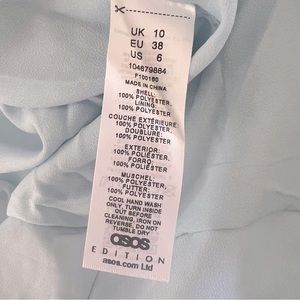 UK 10
EU 38
US 6
104679884
F100160
MADE IN CHINA
SHELL:
100% POLYESTER.
LINING:
100% POLYESTER.
COUCHE EXTÉRIEURE:
100% POLYESTER.
DOUBLURE:
100% POLYESTER.
EXTERIOR:
100% POLIÉSTER.
FORRO:
100% POLIÉSTER.
MUSCHEL:
100% POLYESTER,
FUTTER:
100% POLYESTER.
COOL HAND WASH
ONLY, TURN INSIDE
OUT BEFORE
CLEANING, IRON ON
REVERSE, DO NOT
TUMBLE DRY
asos
EDITION
asos.com Ltd